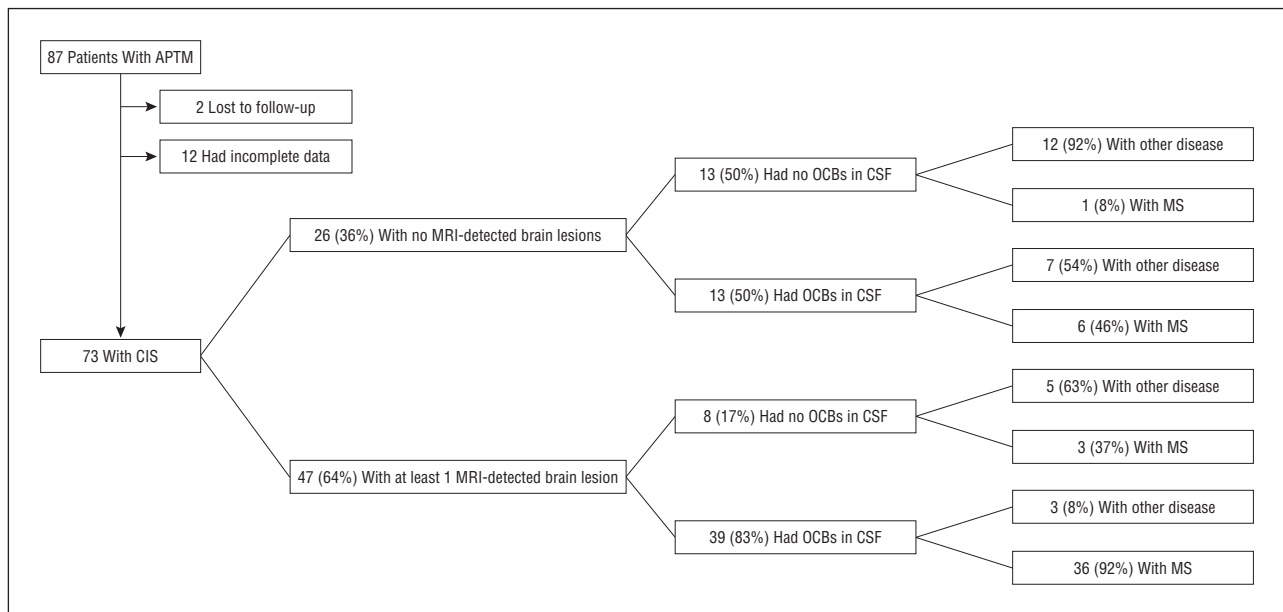 87 Patients With APTM
2 Lost to follow-up
12 Had incomplete data
73 With CIS
26 (36%) With no MRI-detected brain lesions
47 (64%) With at least 1 MRI-detected brain lesion
13 (50%) Had no OCBs in CSF
13 (50%) Had OCBs in CSF
8 (17%) Had no OCBs in CSF
39 (83%) Had OCBs in CSF
12 (92%) With other disease
1 (8%) With MS
7 (54%) With other disease
6 (46%) With MS
5 (63%) With other disease
3 (37%) With MS
3 (8%) With other disease
36 (92%) With MS